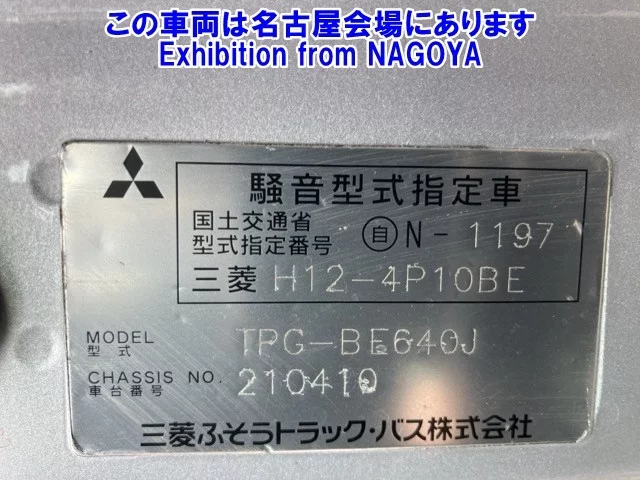 この車両は名古屋会場にあります
Exhibition from NAGOYA
騒音型式指定車
国土交通省
型式指定番号 自 N-1197
三菱 H12-4P10BE
MODEL
型式 TPG-BE640J
CHASSIS NO.
車台番号 210410
三菱ふそうトラック・バス株式会社